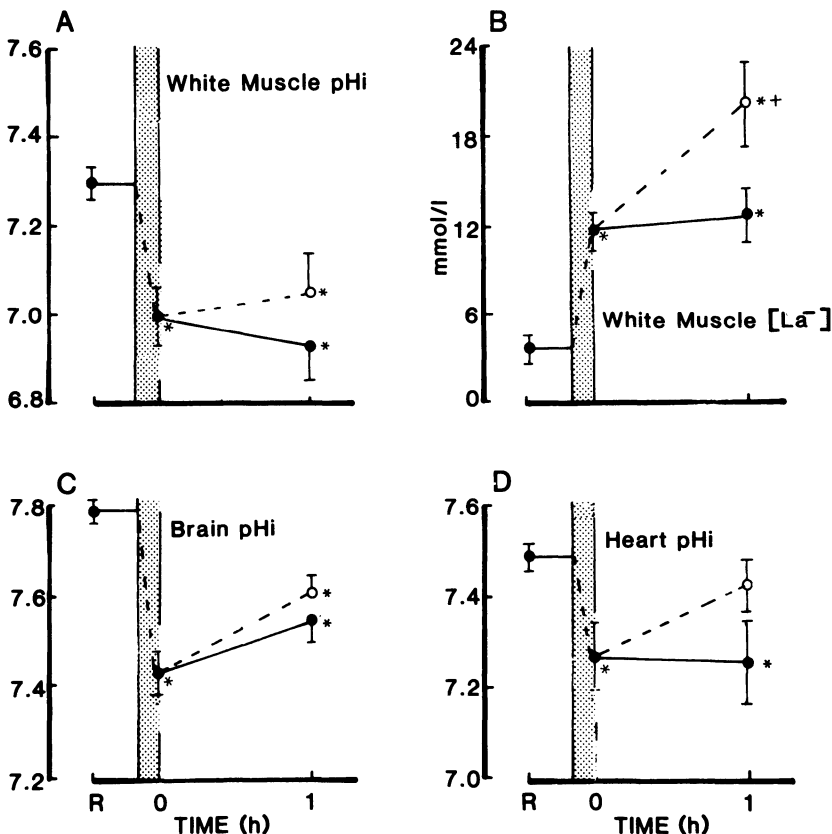 A
7.6
7.4
7.2
7.0
6.8
White Muscle pHi
*
*
*
B
24
18
12
6
0
mmol/l
*+
*
*
White Muscle [La⁻]
C
7.8
7.6
7.4
7.2
Brain pHi
*
*
*
R 0 1
TIME (h)
D
7.6
7.4
7.2
7.0
Heart pHi
*
*
R 0 1
TIME (h)